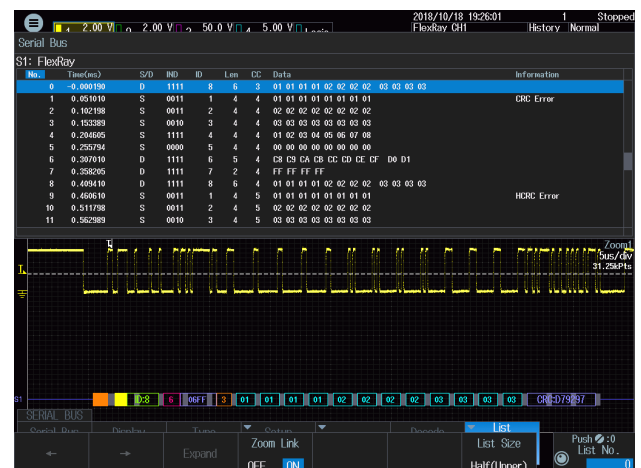 2018/10/18 19:26:01 1 Stopped
1 2.00 V 2.00 V 50.0 V 4 5.00 V FlexRay CH1 History Normal
Serial Bus
S1: FlexRay
No. Time(ms) S/D IND ID Len CC Data Information
0 -0.000190 D 1111 8 6 3 01 01 01 01 02 02 02 02 03 03 03 03
1 0.051010 S 0011 1 4 4 01 01 01 01 01 01 01 01 CRC Error
2 0.102198 S 0011 2 4 4 02 02 02 02 02 02 02 02
3 0.153389 S 0010 3 4 4 03 03 03 03 03 03 03 03
4 0.204605 S 1111 4 4 4 01 02 03 04 05 06 07 08
5 0.255794 S 0000 5 4 4 00 00 00 00 00 00 00 00
6 0.307010 D 1111 6 5 4 C8 C9 CA CB CC CD CE CF D0 D1
7 0.358205 D 1111 7 2 4 FF FF FF FF
8 0.409410 D 1111 8 6 4 01 01 01 01 02 02 02 02 03 03 03 03
9 0.460610 S 0011 1 4 5 01 01 01 01 01 01 01 01 HCRC Error
10 0.511798 S 0011 2 4 5 02 02 02 02 02 02 02 02
11 0.562989 S 0010 3 4 5 03 03 03 03 03 03 03 03
Zoom1
5us/div
31.25kPts
S1 ID:8 6 06FF 3 01 01 01 01 02 02 02 02 03 03 03 03 CRC:D79297
SERIAL BUS
Serial Bus Display Type Setup Decode List
← → Expand Zoom Link List Size Push :0
List No.
OFF ON Half(Upper) 0